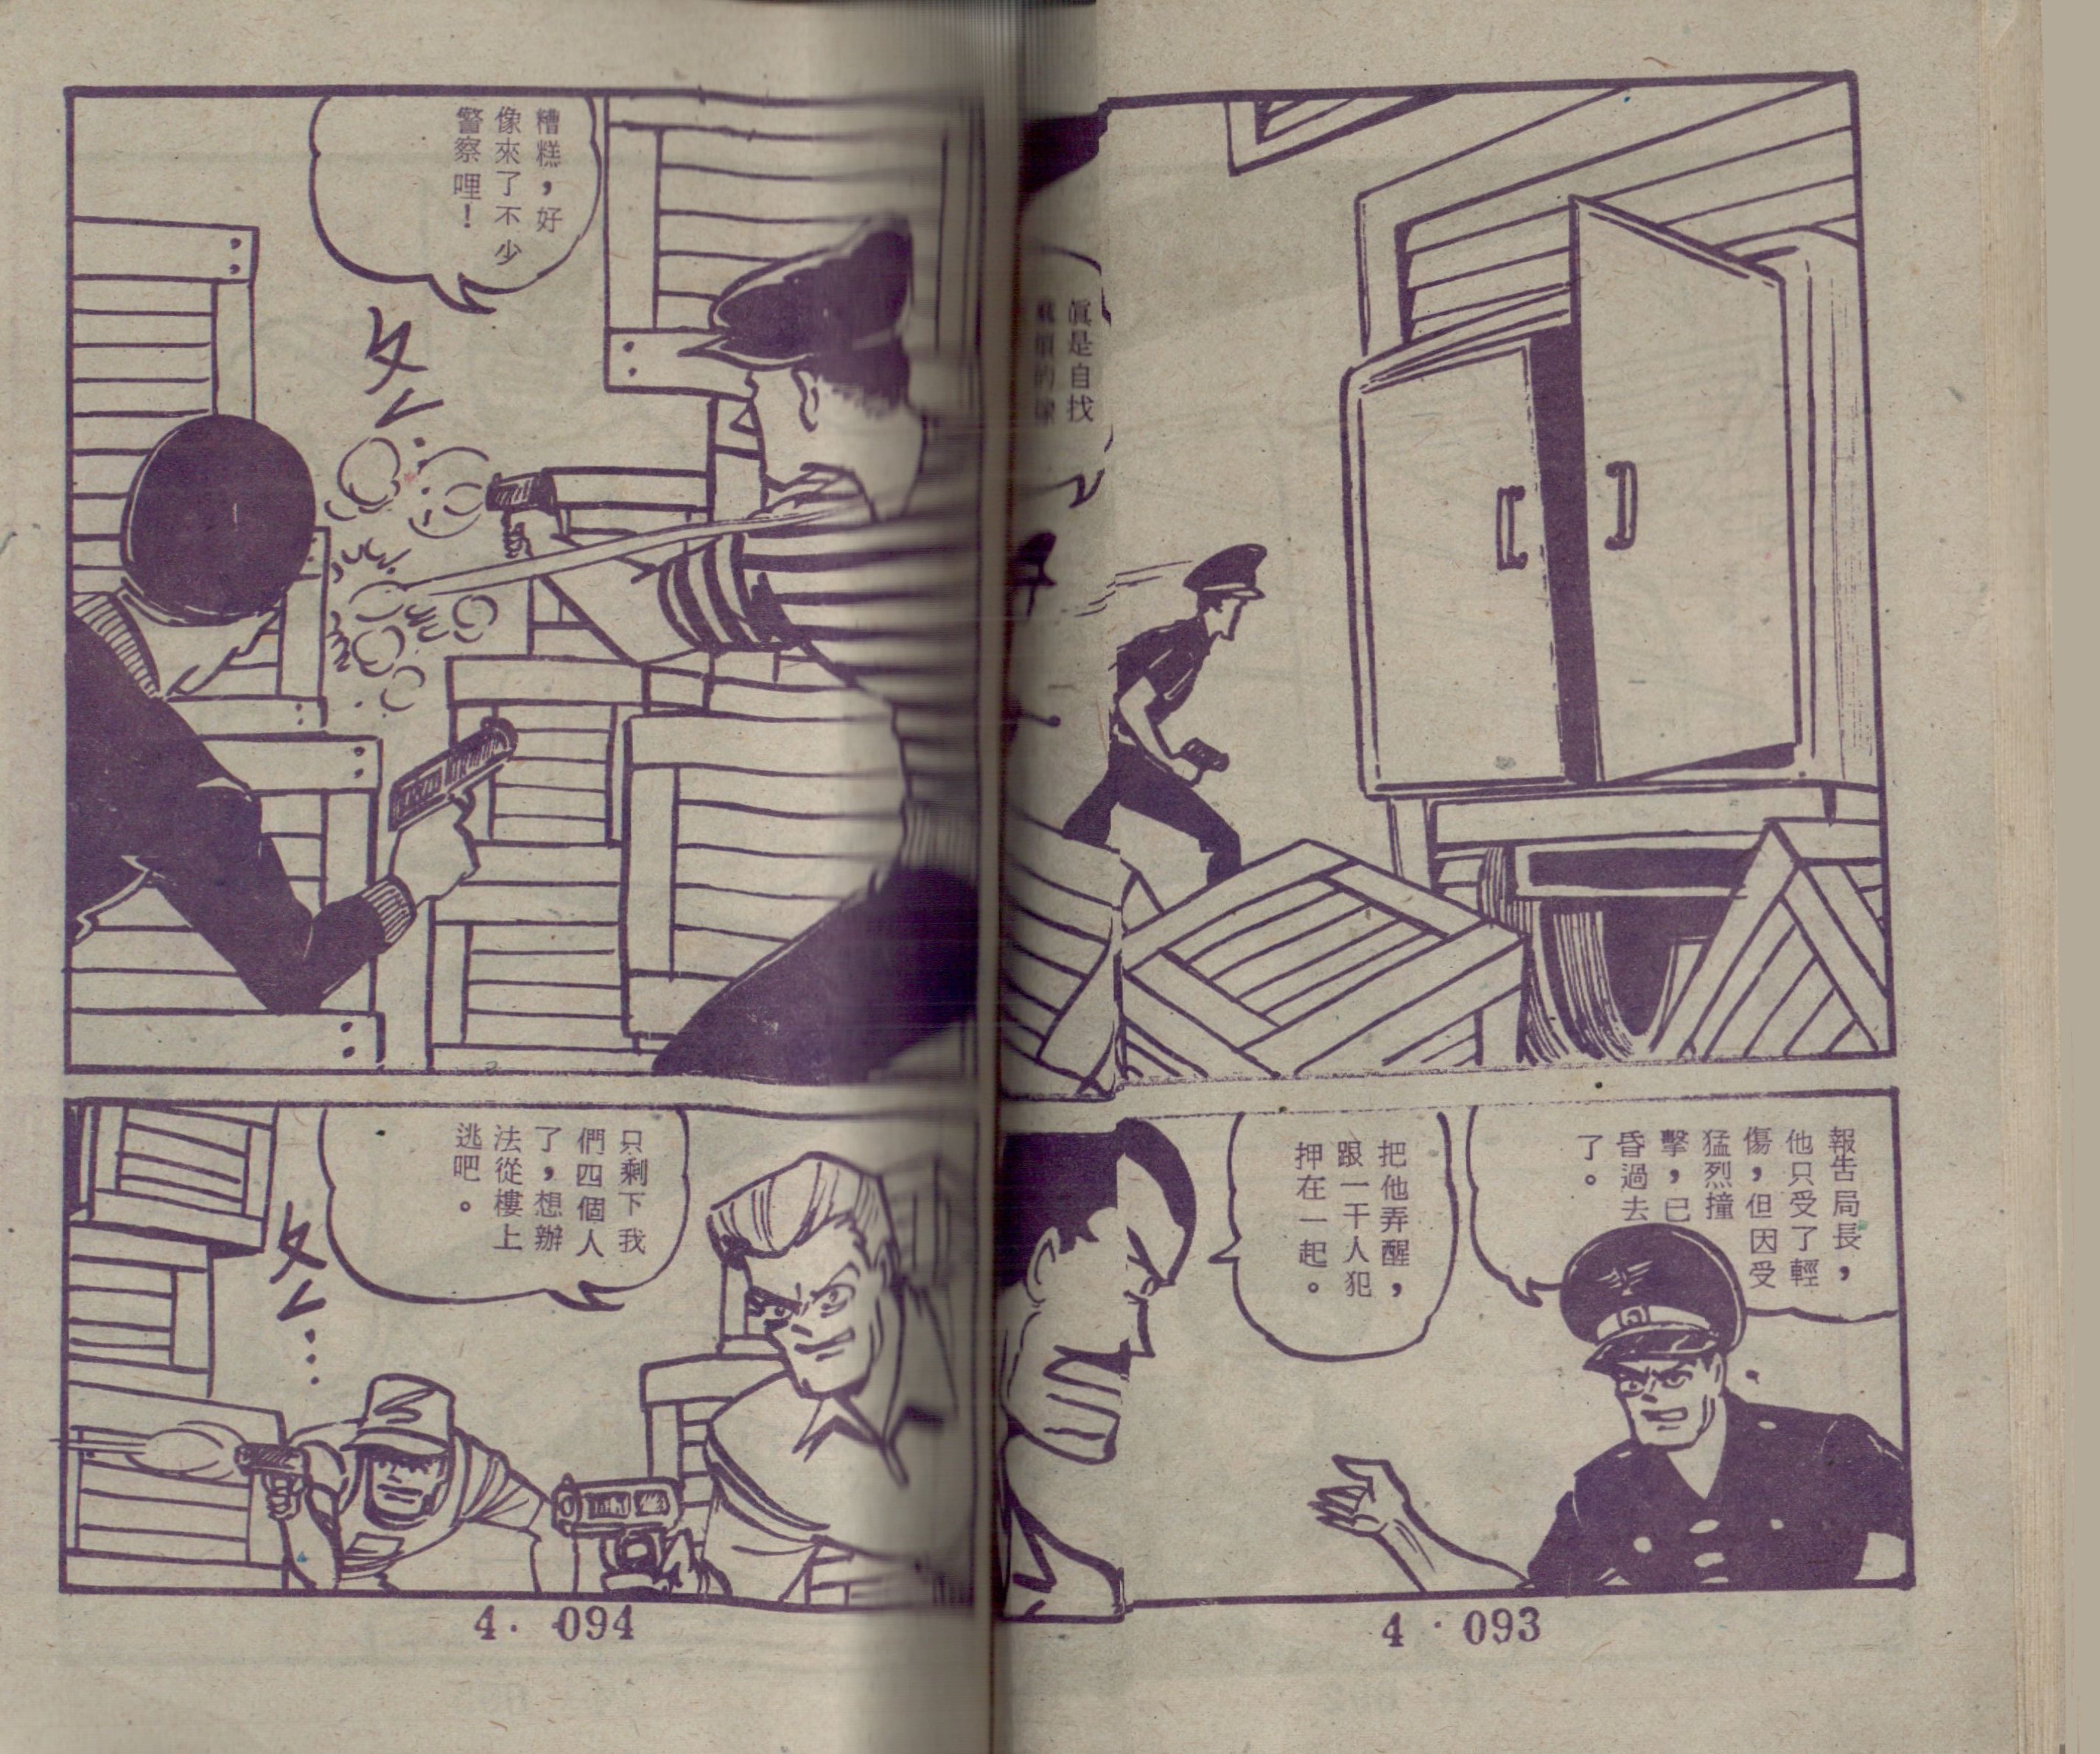 眞是自找
報告局長，
他只受了輕
傷，但因受
猛烈撞
擊，已
昏過去
了。
把他弄醒，
跟一干人犯
押在一起。
4·093
糟糕，好
像來了不少
警察哩！
ㄆㄥ
只剩下我
們四個人
了，想辦
法從樓上
逃吧。
ㄆㄥ…
4·094